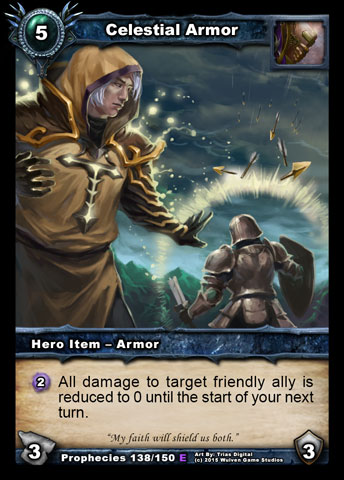 5
Celestial Armor
Hero Item – Armor
2 All damage to target friendly ally is
reduced to 0 until the start of your next
turn.
"My faith will shield us both."
3
Prophecies 138/150 E
Art By: Trias Digital
(c) 2015 Wulven Game Studios
3